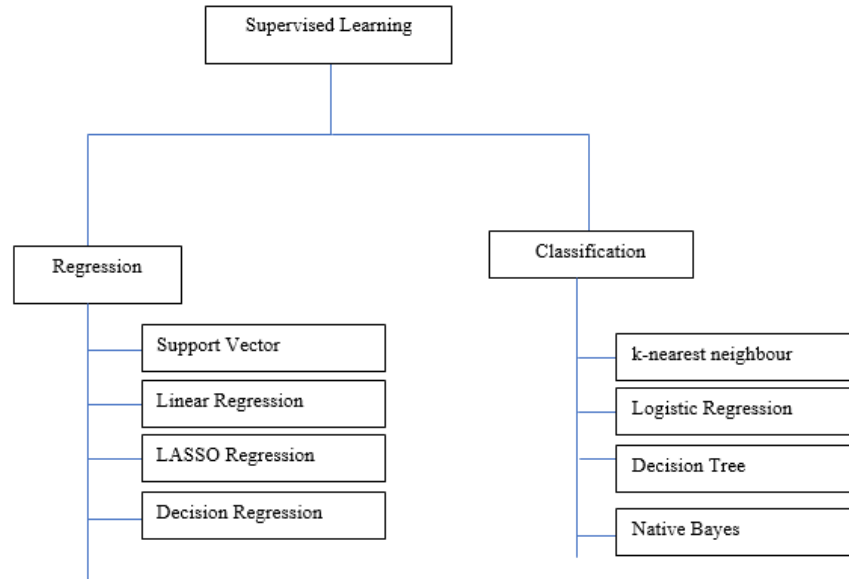 Supervised Learning
Regression
Classification
Support Vector
Linear Regression
LASSO Regression
Decision Regression
k-nearest neighbour
Logistic Regression
Decision Tree
Native Bayes